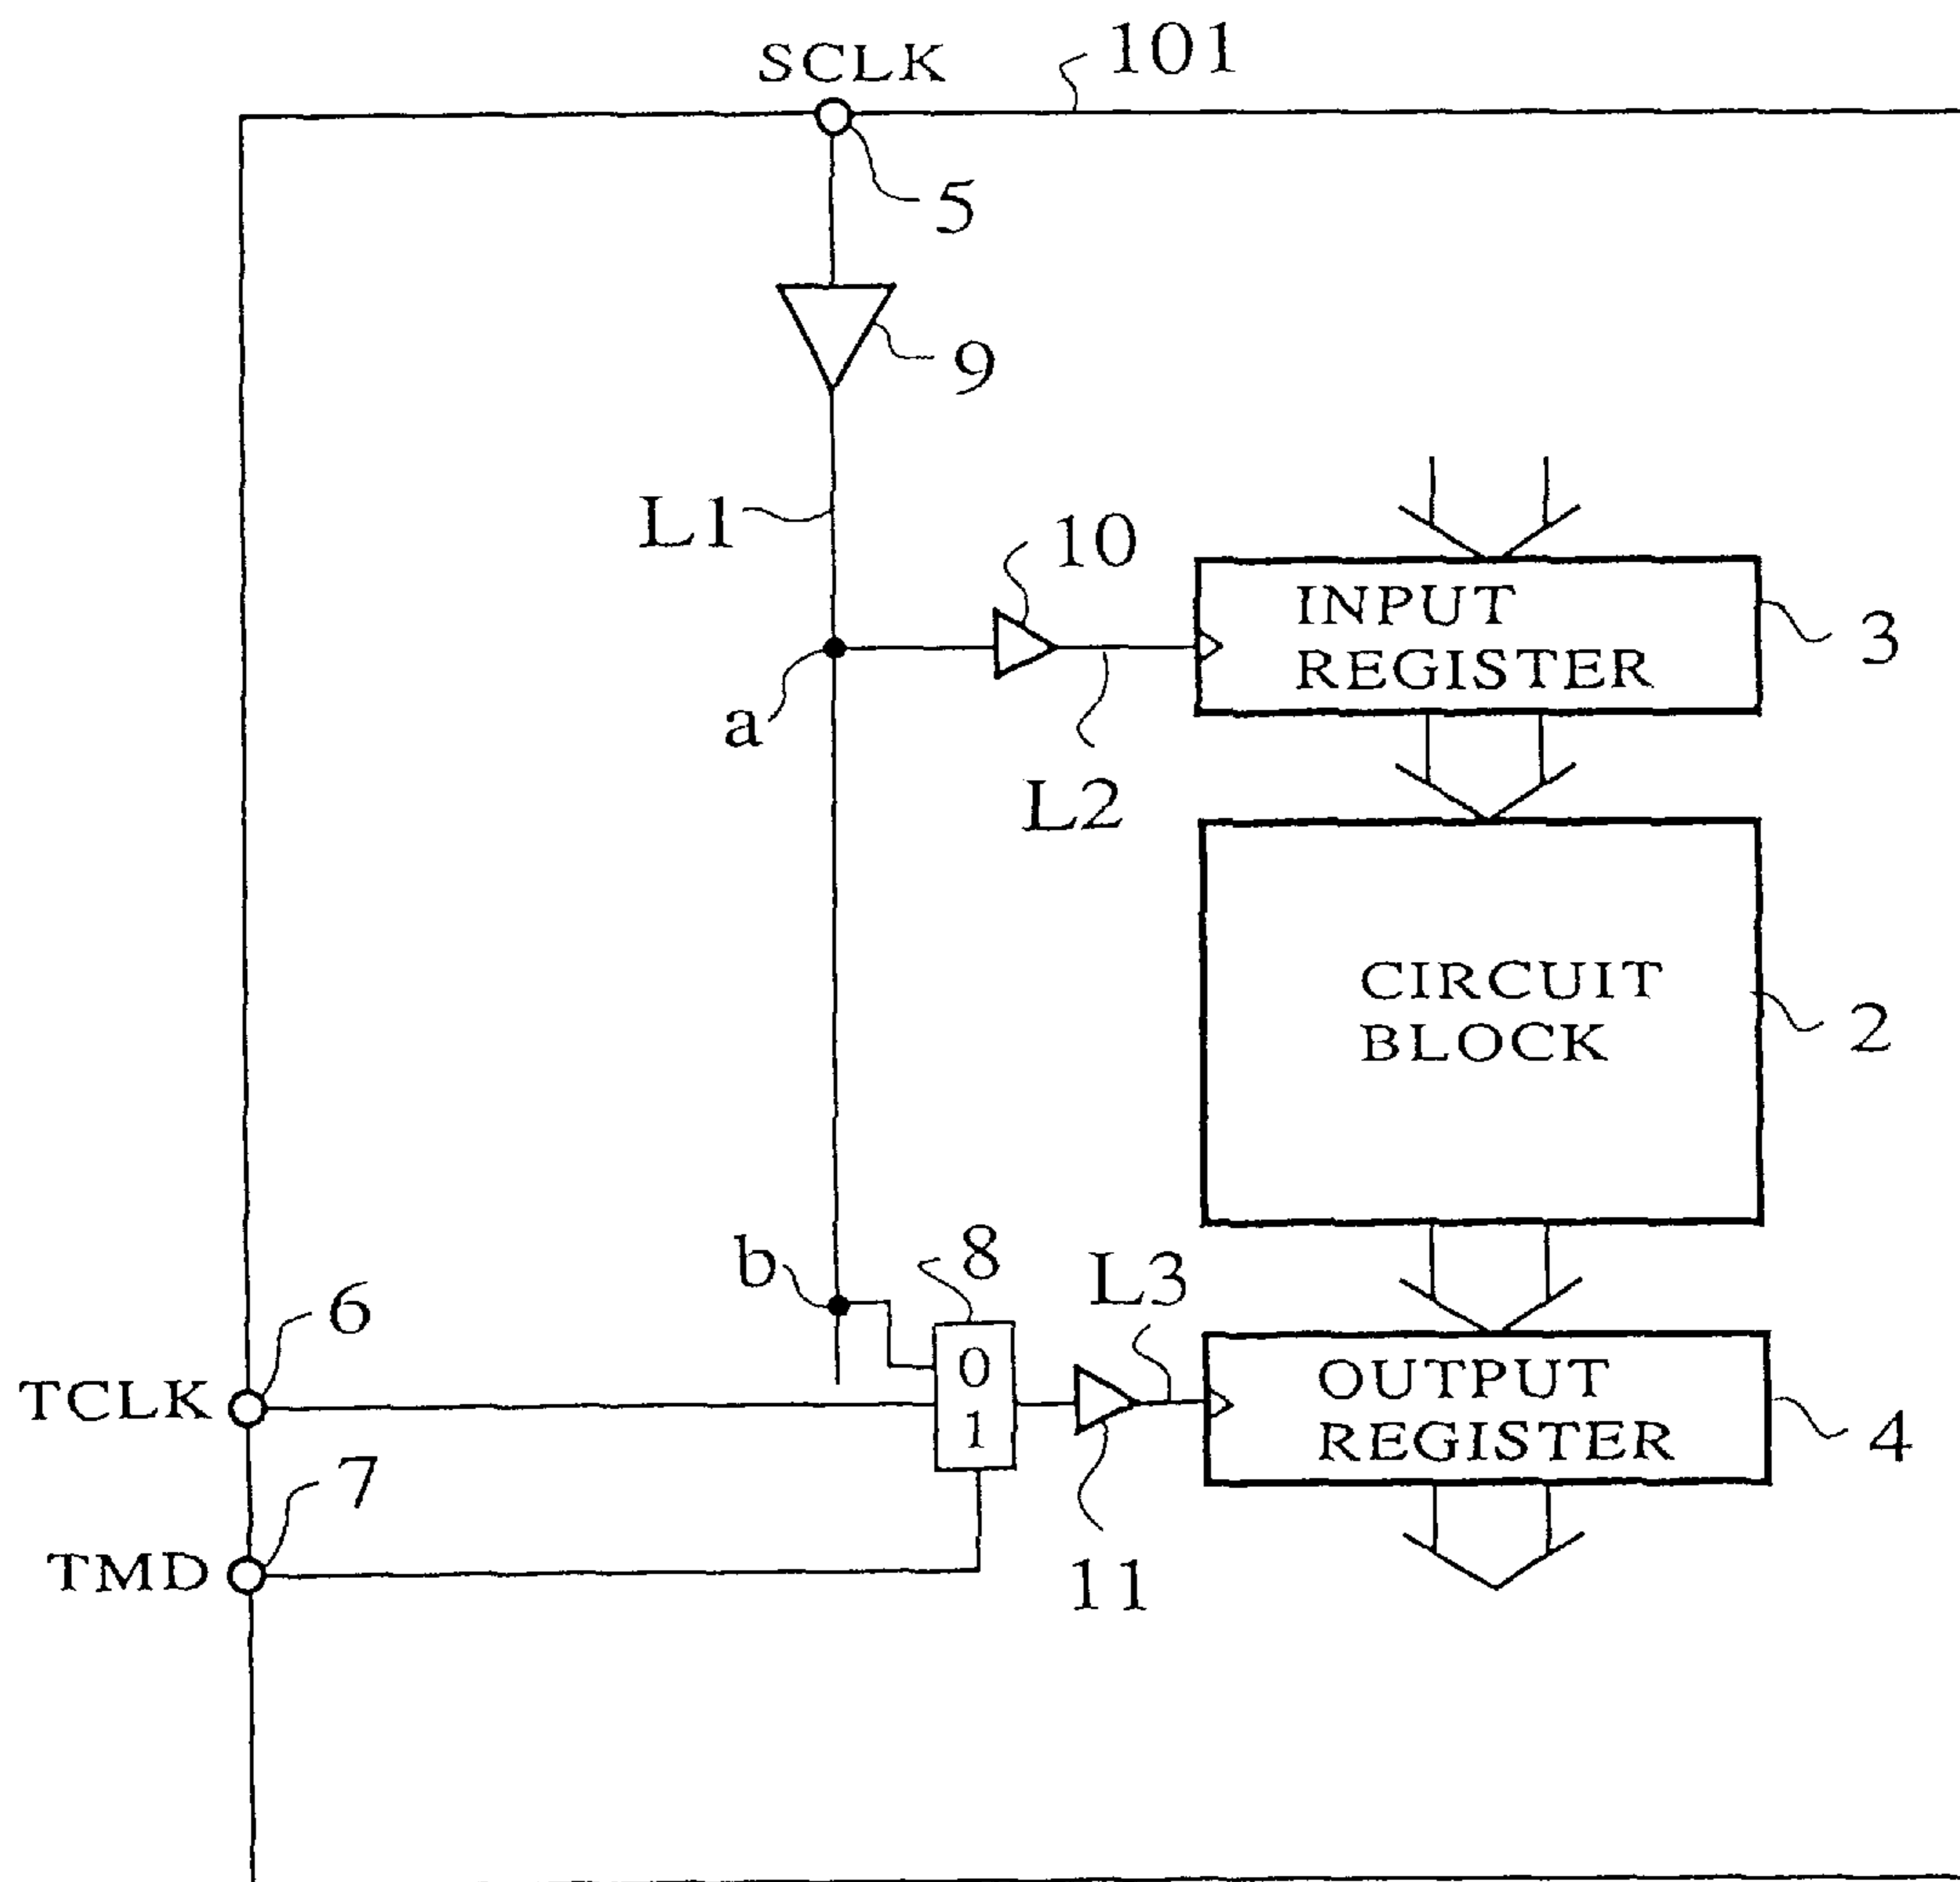 SCLK
101
5
9
L1
10
INPUT
REGISTER
3
a
L2
CIRCUIT
BLOCK
2
b
8
L3
6
TCLK
0
1
OUTPUT
REGISTER
4
7
TMD
11